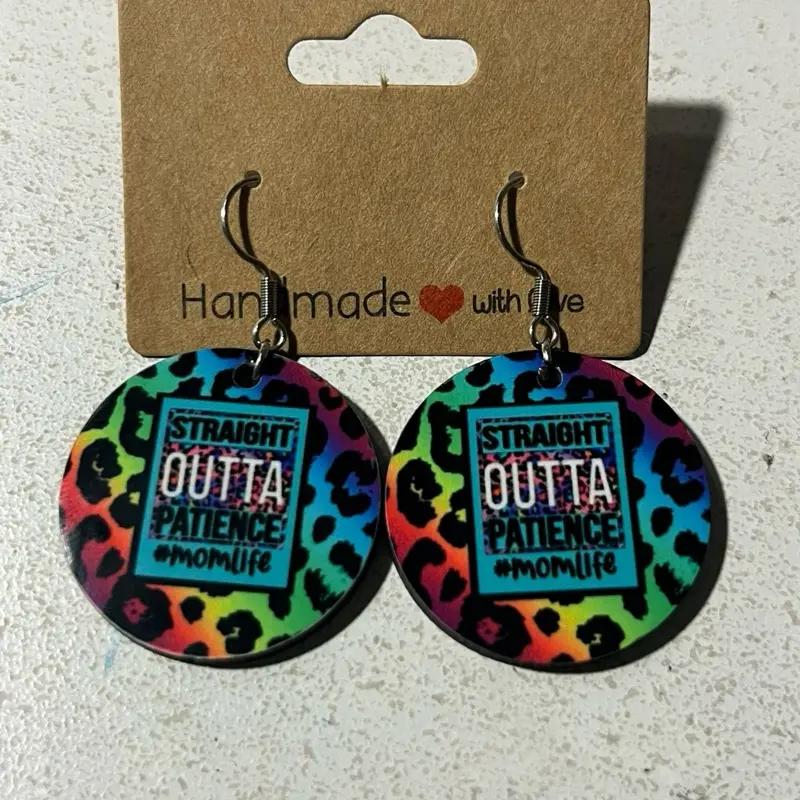 Handmade with love
STRAIGHT
OUTTA
PATIENCE
#momlife
STRAIGHT
OUTTA
PATIENCE
#momlife